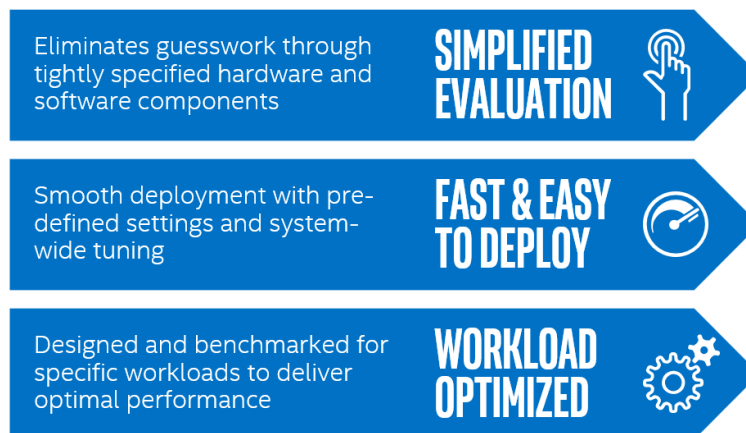 Eliminates guesswork through
tightly specified hardware and
software components
SIMPLIFIED
EVALUATION
Smooth deployment with pre-
defined settings and system-
wide tuning
FAST & EASY
TO DEPLOY
Designed and benchmarked for
specific workloads to deliver
optimal performance
WORKLOAD
OPTIMIZED